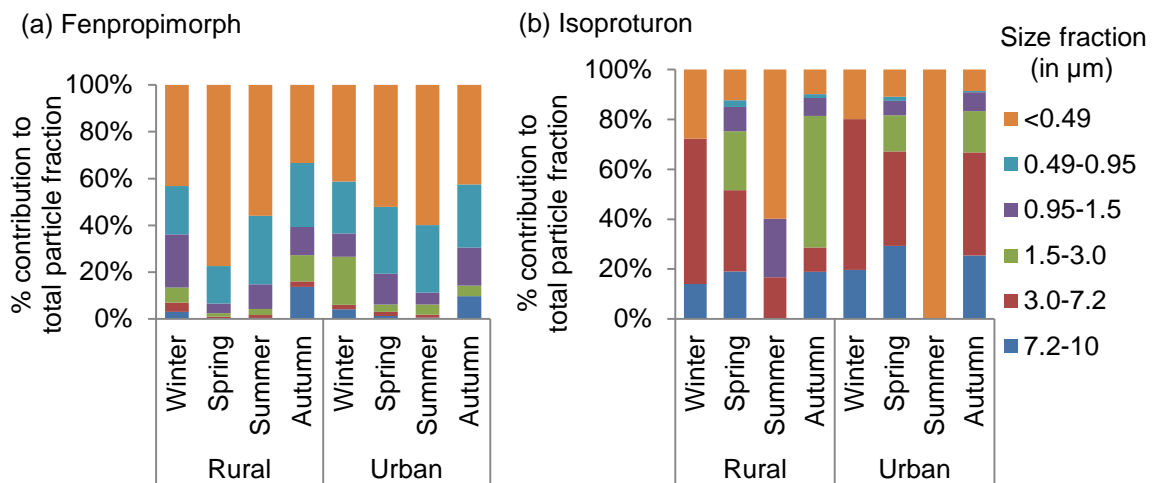 (a) Fenpropimorph
(b) Isoproturon
Size fraction
(in µm)
% contribution to
total particle fraction
100%
80%
60%
40%
20%
0%
Winter
Spring
Summer
Autumn
Winter
Spring
Summer
Autumn
Rural
Urban
% contribution to
total particle fraction
100%
80%
60%
40%
20%
0%
Winter
Spring
Summer
Autumn
Winter
Spring
Summer
Autumn
Rural
Urban
<0.49
0.49-0.95
0.95-1.5
1.5-3.0
3.0-7.2
7.2-10